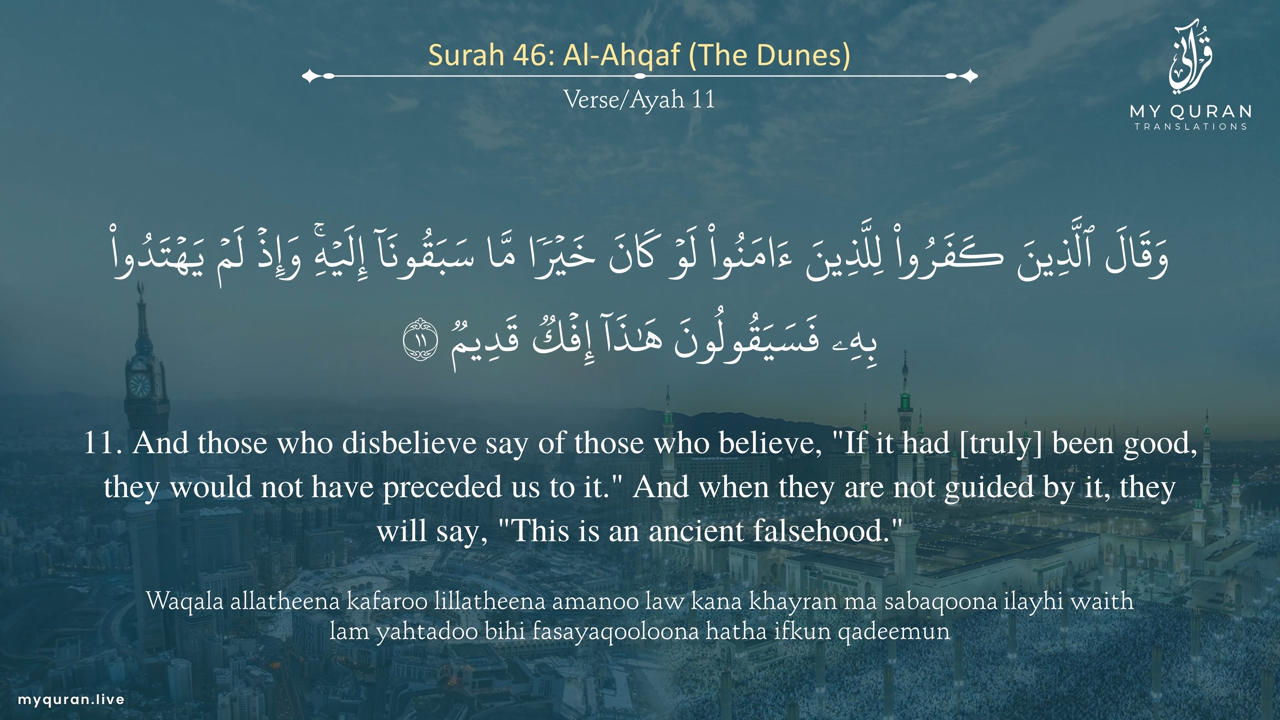 Surah 46: Al-Ahqaf (The Dunes)
Verse/Ayah 11
قرآني
MY QURAN
TRANSLATIONS
وَقَالَ ٱلَّذِينَ كَفَرُوا۟ لِلَّذِينَ ءَامَنُوا۟ لَوْ كَانَ خَيْرًا مَّا سَبَقُونَآ إِلَيْهِ ۚ وَإِذْ لَمْ يَهْتَدُوا۟
بِهِۦ فَسَيَقُولُونَ هَـٰذَآ إِفْكٌ قَدِيمٌ ١١
11. And those who disbelieve say of those who believe, "If it had [truly] been good,
they would not have preceded us to it." And when they are not guided by it, they
will say, "This is an ancient falsehood."
Waqala allatheena kafaroo lillatheena amanoo law kana khayran ma sabaqoona ilayhi waith
lam yahtadoo bihi fasayaqooloona hatha ifkun qadeemun
myquran.live